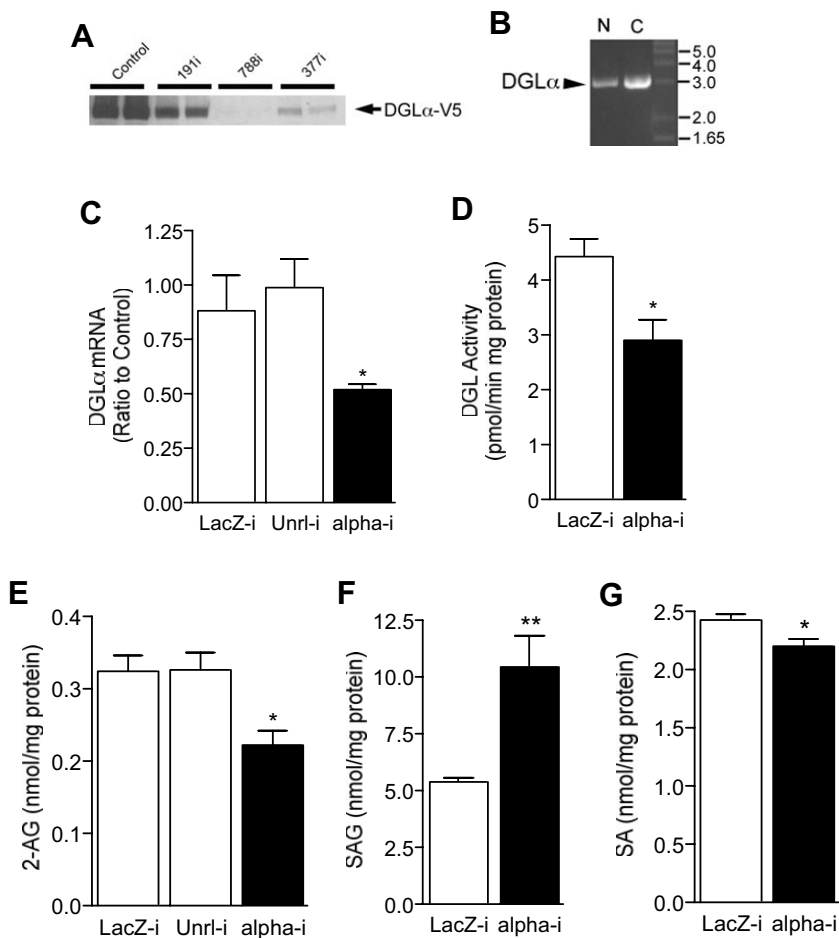 A
Control 191i 788i 377i
DGLα-V5
B
N C
DGLα
5.0
4.0
3.0
2.0
1.65
C
DGLα mRNA
(Ratio to Control)
1.25
1.00
0.75
0.50
0.25
0.00
*
LacZ-i Unrl-i alpha-i
D
DGL Activity
(pmol/min mg protein)
5
4
3
2
1
0
*
LacZ-i alpha-i
E
2-AG (nmol/mg protein)
0.4
0.3
0.2
0.1
0.0
*
LacZ-i Unrl-i alpha-i
F
SAG (nmol/mg protein)
12.5
10.0
7.5
5.0
2.5
0.0
**
LacZ-i alpha-i
G
SA (nmol/mg protein)
2.5
2.0
1.5
1.0
0.5
0.0
*
LacZ-i alpha-i